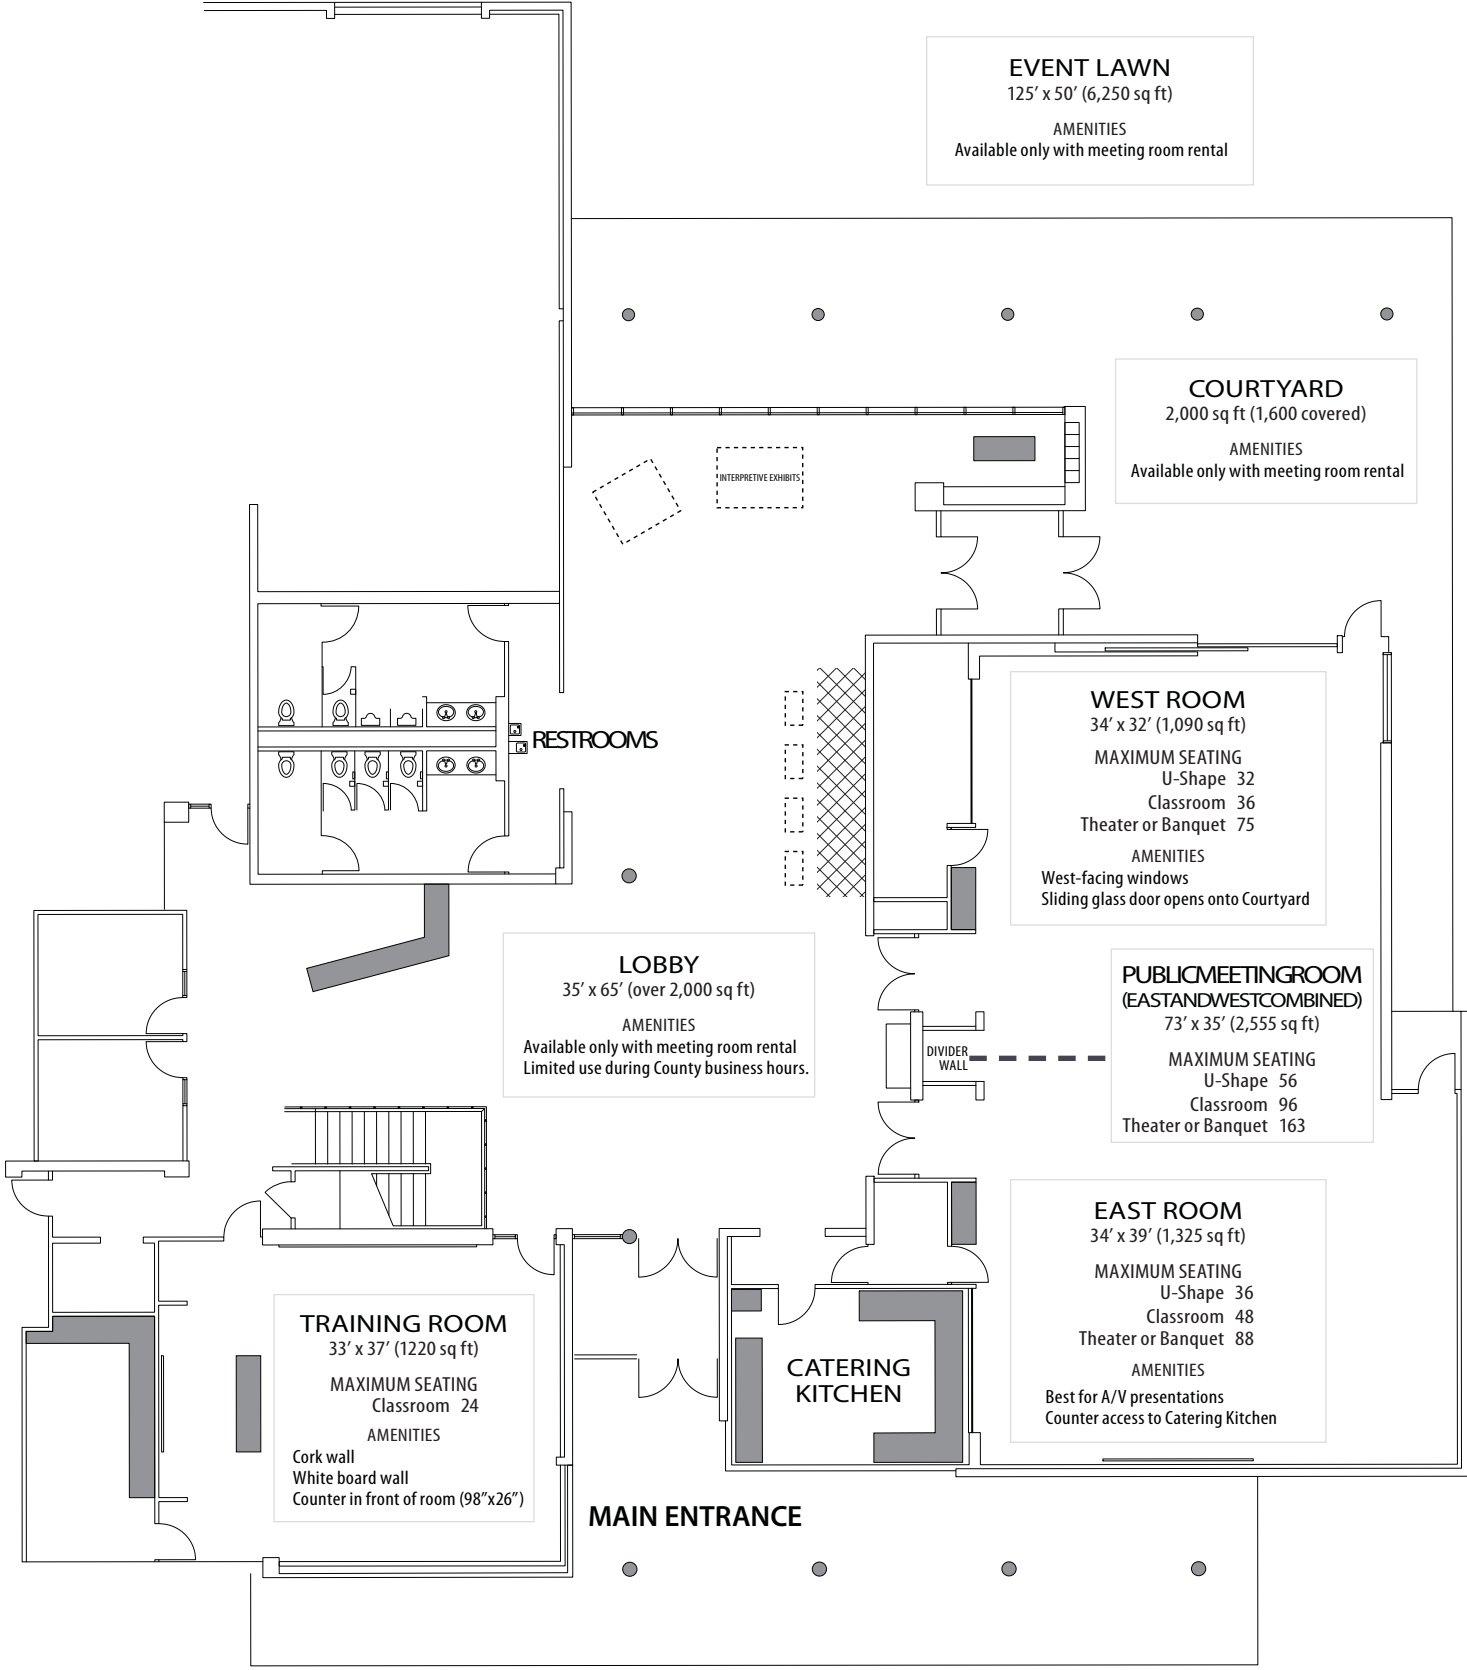 EVENT LAWN
125’ x 50’ (6,250 sq ft)
AMENITIES
Available only with meeting room rental
COURTYARD
2,000 sq ft (1,600 covered)
AMENITIES
Available only with meeting room rental
INTERPRETIVE EXHIBITS
WEST ROOM
34’ x 32’ (1,090 sq ft)
MAXIMUM SEATING
U-Shape 32
Classroom 36
Theater or Banquet 75
AMENITIES
West-facing windows
Sliding glass door opens onto Courtyard
RESTROOMS
LOBBY
35’ x 65’ (over 2,000 sq ft)
AMENITIES
Available only with meeting room rental
Limited use during County business hours.
PUBLICMEETINGROOM
(EASTANDWESTCOMBINED)
73’ x 35’ (2,555 sq ft)
MAXIMUM SEATING
U-Shape 56
Classroom 96
Theater or Banquet 163
DIVIDER
WALL
EAST ROOM
34’ x 39’ (1,325 sq ft)
MAXIMUM SEATING
U-Shape 36
Classroom 48
Theater or Banquet 88
AMENITIES
Best for A/V presentations
Counter access to Catering Kitchen
TRAINING ROOM
33’ x 37’ (1220 sq ft)
MAXIMUM SEATING
Classroom 24
AMENITIES
Cork wall
White board wall
Counter in front of room (98”x26”)
CATERING
KITCHEN
MAIN ENTRANCE